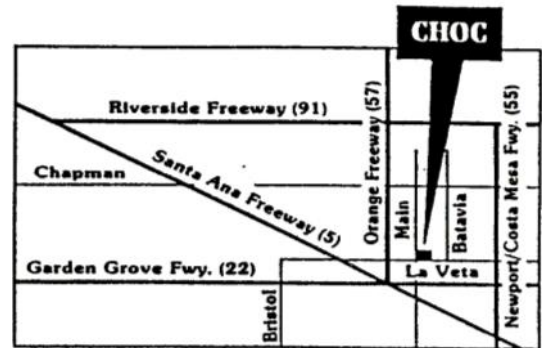 CHOC
Riverside Freeway (91)
Orange Freeway (57)
Newport/Costa Mesa Fwy. (55)
Chapman
Santa Ana Freeway (5)
Main
Batavia
Garden Grove Fwy. (22)
La Veta
Bristol